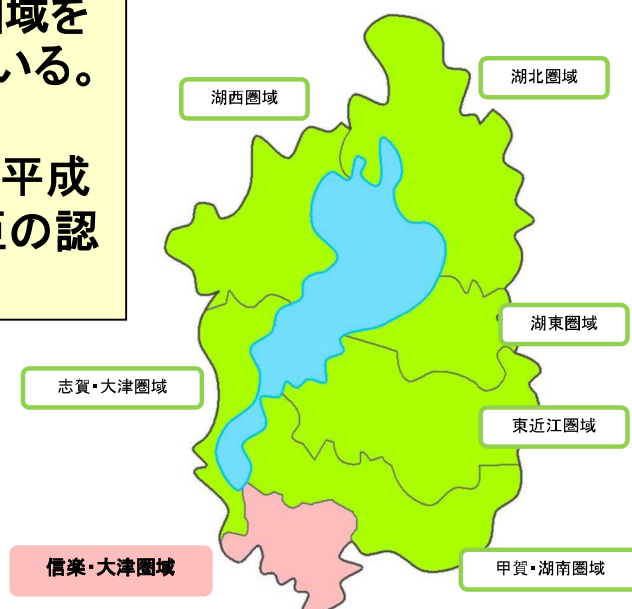 域を
いる。
平成
の認
湖西圏域
湖北圏域
湖東圏域
志賀・大津圏域
東近江圏域
信楽・大津圏域
甲賀・湖南圏域